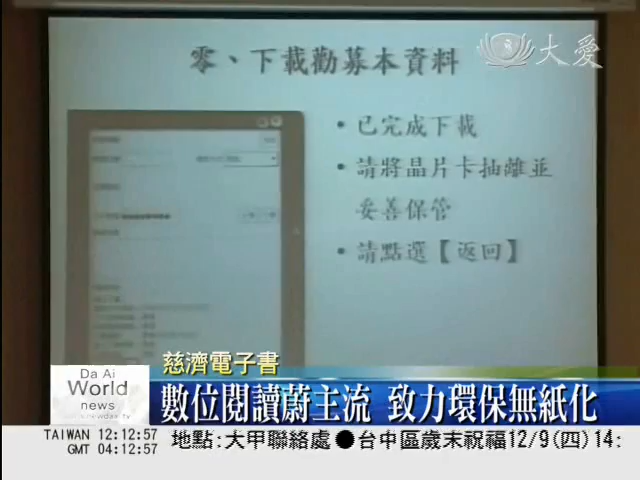 零、下載勸募本資料
大愛
•已完成下載
•請將晶片卡抽離並
妥善保管
•請點選【返回】
慈濟電子書
Da Ai
World
news
數位閱讀蔚主流 致力環保無紙化
TAIWAN 12:12:57
GMT 04:12:57
地點:大甲聯絡處●台中區歲末祝福12/9(四)14: